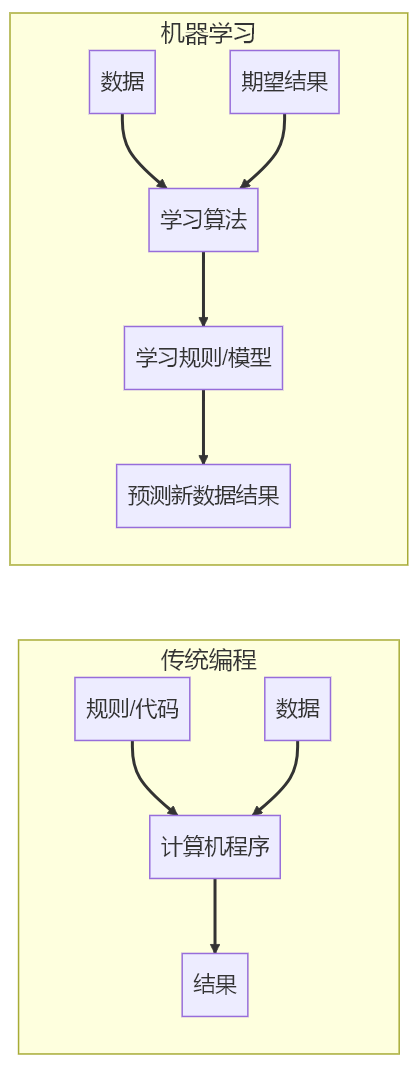 机器学习
数据
期望结果
学习算法
学习规则/模型
预测新数据结果
传统编程
规则/代码
数据
计算机程序
结果